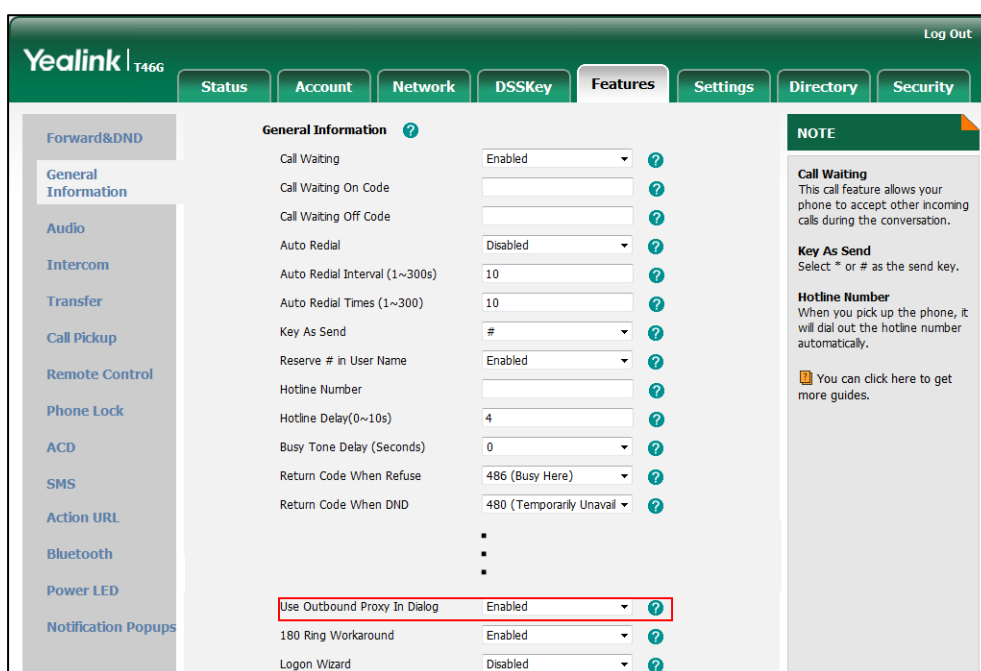 Log Out
Yealink T46G
Status Account Network DSSKey Features Settings Directory Security
Forward&DND
General
Information
Audio
Intercom
Transfer
Call Pickup
Remote Control
Phone Lock
ACD
SMS
Action URL
Bluetooth
Power LED
Notification Popups
General Information ?
Call Waiting Enabled ?
Call Waiting On Code ?
Call Waiting Off Code ?
Auto Redial Disabled ?
Auto Redial Interval (1~300s) 10 ?
Auto Redial Times (1~300) 10 ?
Key As Send # ?
Reserve # in User Name Enabled ?
Hotline Number ?
Hotline Delay(0~10s) 4 ?
Busy Tone Delay (Seconds) 0 ?
Return Code When Refuse 486 (Busy Here) ?
Return Code When DND 480 (Temporarily Unavail ?
Use Outbound Proxy In Dialog Enabled ?
180 Ring Workaround Enabled ?
Logon Wizard Disabled ?
NOTE
Call Waiting
This call feature allows your
phone to accept other incoming
calls during the conversation.
Key As Send
Select * or # as the send key.
Hotline Number
When you pick up the phone, it
will dial out the hotline number
automatically.
? You can click here to get
more guides.